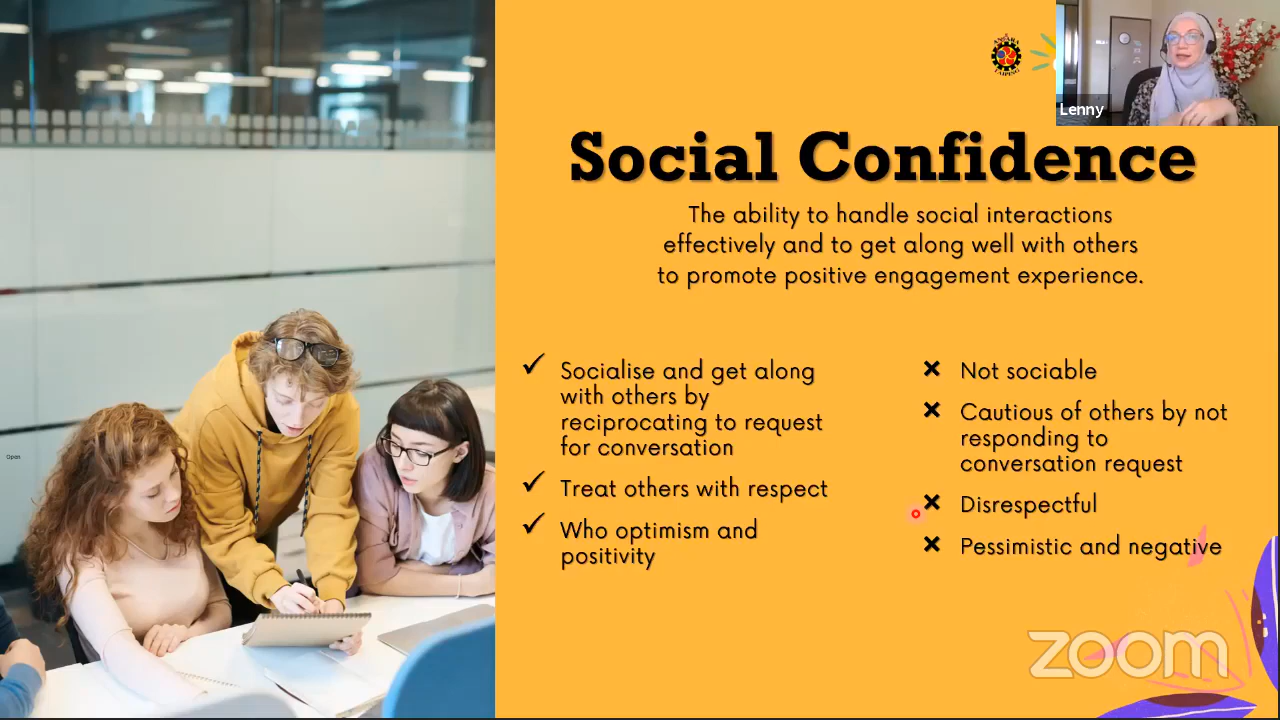 ANSARA
TAIPING
Lenny
Social Confidence
The ability to handle social interactions
effectively and to get along well with others
to promote positive engagement experience.
Socialise and get along
with others by
reciprocating to request
for conversation
Treat others with respect
Who optimism and
positivity
Not sociable
Cautious of others by not
responding to
conversation request
Disrespectful
Pessimistic and negative
Open
zoom